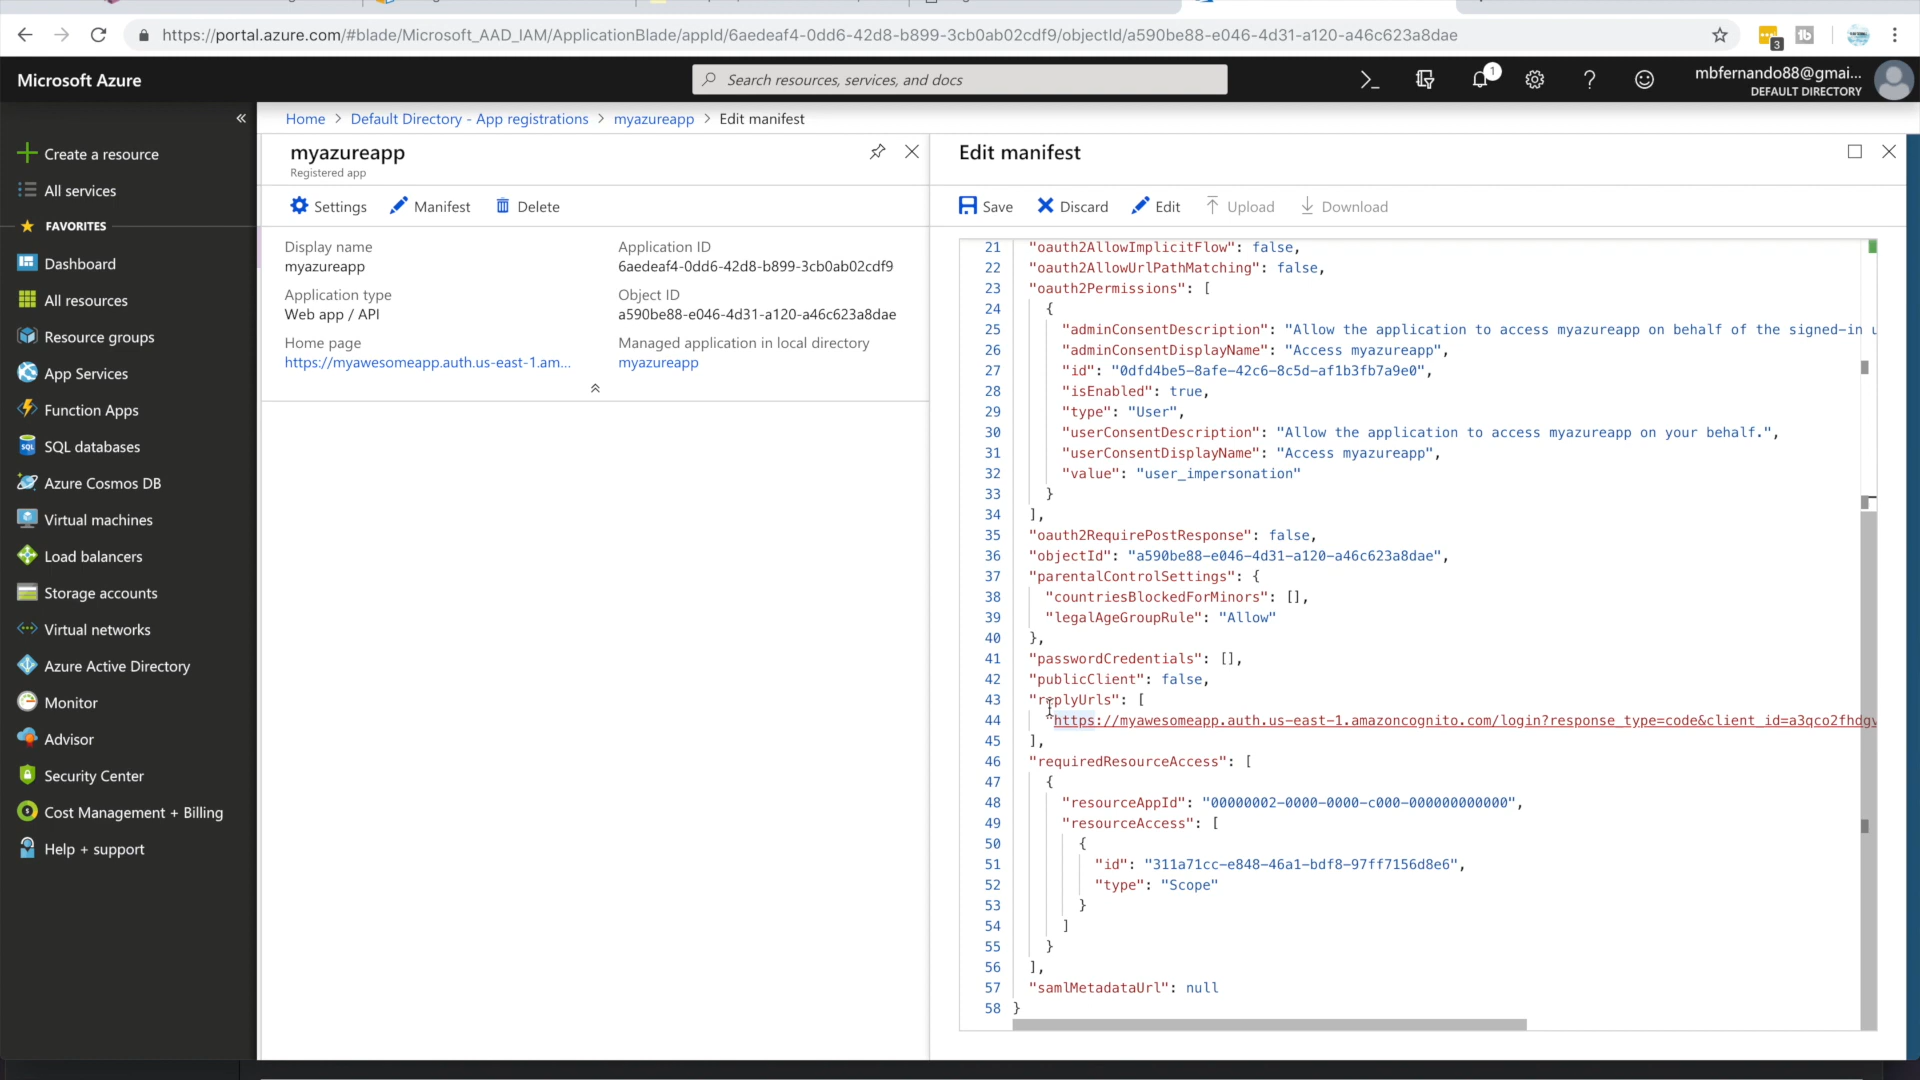 https://portal.azure.com/#blade/Microsoft_AAD_IAM/ApplicationBlade/appId/6aedeaf4-0dd6-42d8-b899-3cb0ab02cdf9/objectId/a590be88-e046-4d31-a120-a46c623a8dae
3
Microsoft Azure
Search resources, services, and docs
1
mbfernando88@gmai...
DEFAULT DIRECTORY
Create a resource
All services
FAVORITES
Dashboard
All resources
Resource groups
App Services
Function Apps
SQL databases
Azure Cosmos DB
Virtual machines
Load balancers
Storage accounts
Virtual networks
Azure Active Directory
Monitor
Advisor
Security Center
Cost Management + Billing
Help + support
Home > Default Directory - App registrations > myazureapp > Edit manifest
myazureapp
Registered app
Settings Manifest Delete
Display name
myazureapp
Application type
Web app / API
Home page
https://myawesomeapp.auth.us-east-1.am...
Application ID
6aedeaf4-0dd6-42d8-b899-3cb0ab02cdf9
Object ID
a590be88-e046-4d31-a120-a46c623a8dae
Managed application in local directory
myazureapp
Edit manifest
Save Discard Edit Upload Download
21 "oauth2AllowImplicitFlow": false,
22 "oauth2AllowUrlPathMatching": false,
23 "oauth2Permissions": [
24 {
25 "adminConsentDescription": "Allow the application to access myazureapp on behalf of the signed-in u
26 "adminConsentDisplayName": "Access myazureapp",
27 "id": "0dfd4be5-8afe-42c6-8c5d-af1b3fb7a9e0",
28 "isEnabled": true,
29 "type": "User",
30 "userConsentDescription": "Allow the application to access myazureapp on your behalf.",
31 "userConsentDisplayName": "Access myazureapp",
32 "value": "user_impersonation"
33 }
34 ],
35 "oauth2RequirePostResponse": false,
36 "objectId": "a590be88-e046-4d31-a120-a46c623a8dae",
37 "parentalControlSettings": {
38 "countriesBlockedForMinors": [],
39 "legalAgeGroupRule": "Allow"
40 },
41 "passwordCredentials": [],
42 "publicClient": false,
43 "replyUrls": [
44 "https://myawesomeapp.auth.us-east-1.amazoncognito.com/login?response_type=code&client_id=a3qco2fhdgv
45 ],
46 "requiredResourceAccess": [
47 {
48 "resourceAppId": "00000002-0000-0000-c000-000000000000",
49 "resourceAccess": [
50 {
51 "id": "311a71cc-e848-46a1-bdf8-97ff7156d8e6",
52 "type": "Scope"
53 }
54 ]
55 }
56 ],
57 "samlMetadataUrl": null
58 }